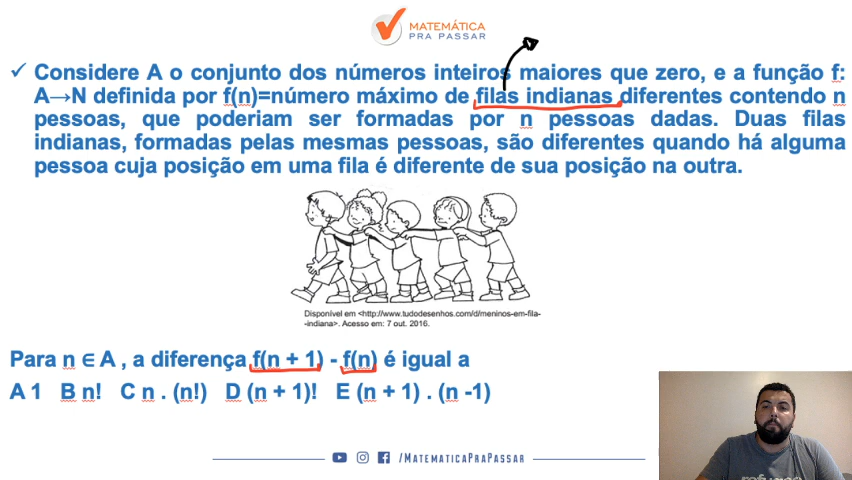 MATEMÁTICA
PRA PASSAR
✓ Considere A o conjunto dos números inteiros maiores que zero, e a função f:
A→N definida por f(n)=número máximo de filas indianas diferentes contendo n
pessoas, que poderiam ser formadas por n pessoas dadas. Duas filas
indianas, formadas pelas mesmas pessoas, são diferentes quando há alguma
pessoa cuja posição em uma fila é diferente de sua posição na outra.
Disponível em <http://www.tudodesenhos.com/d/meninos-em-fila-
-indiana>. Acesso em: 7 out. 2016.
Para n ∈ A , a diferença f(n + 1) - f(n) é igual a
A 1 B n! C n . (n!) D (n + 1)! E (n + 1) . (n -1)
/MATEMATICAPRAPASSAR